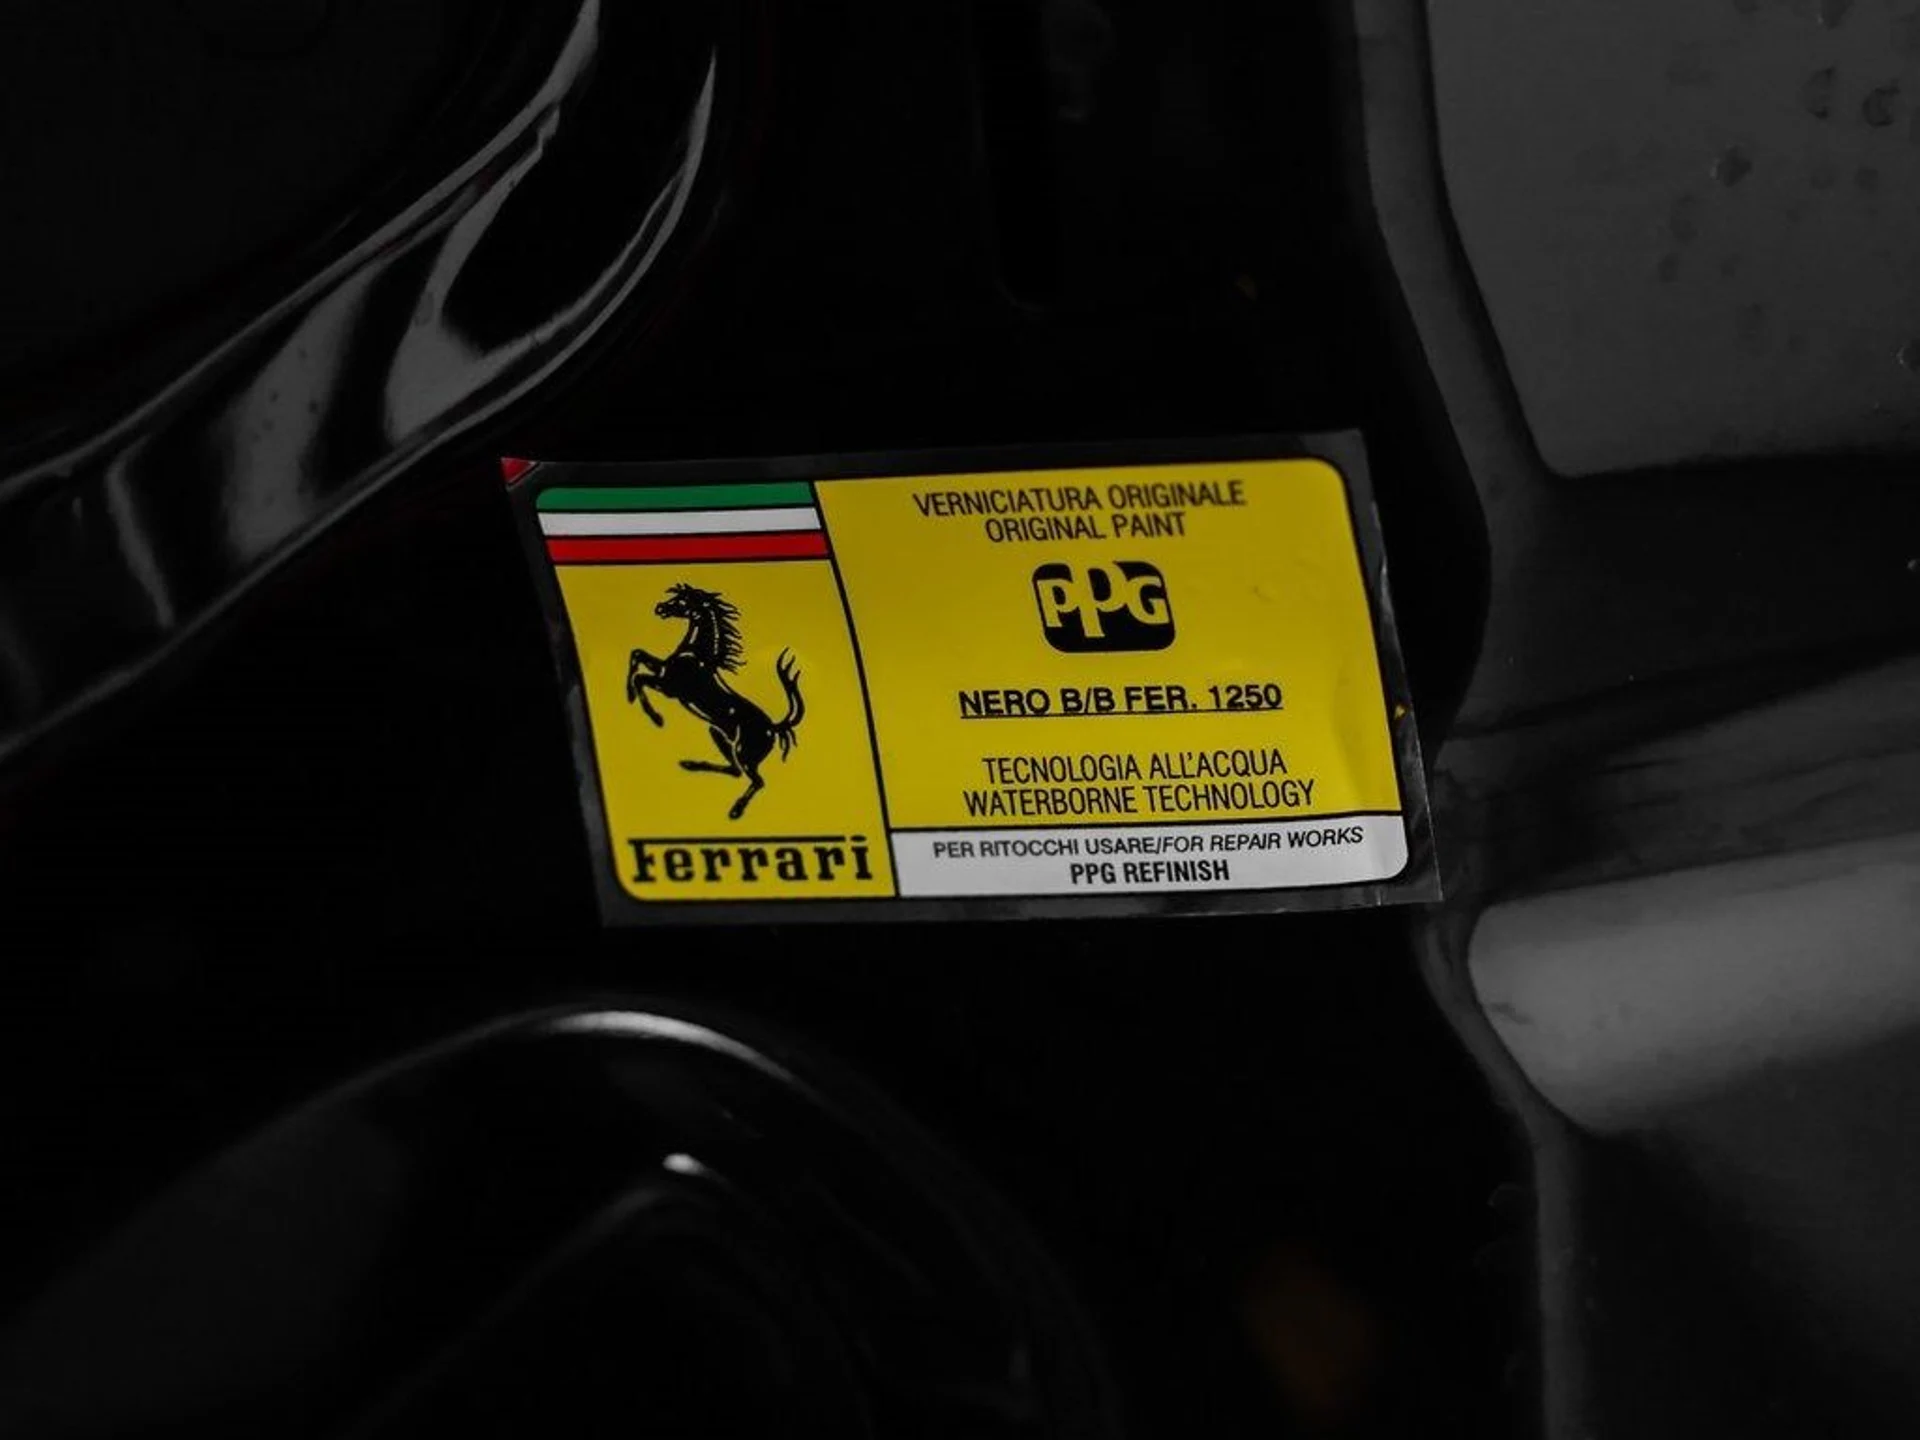 VERNICIATURA ORIGINALE
ORIGINAL PAINT
PPG
NERO B/B FER. 1250
TECNOLOGIA ALL'ACQUA
WATERBORNE TECHNOLOGY
PER RITOCCHI USARE/FOR REPAIR WORKS
PPG REFINISH
Ferrari